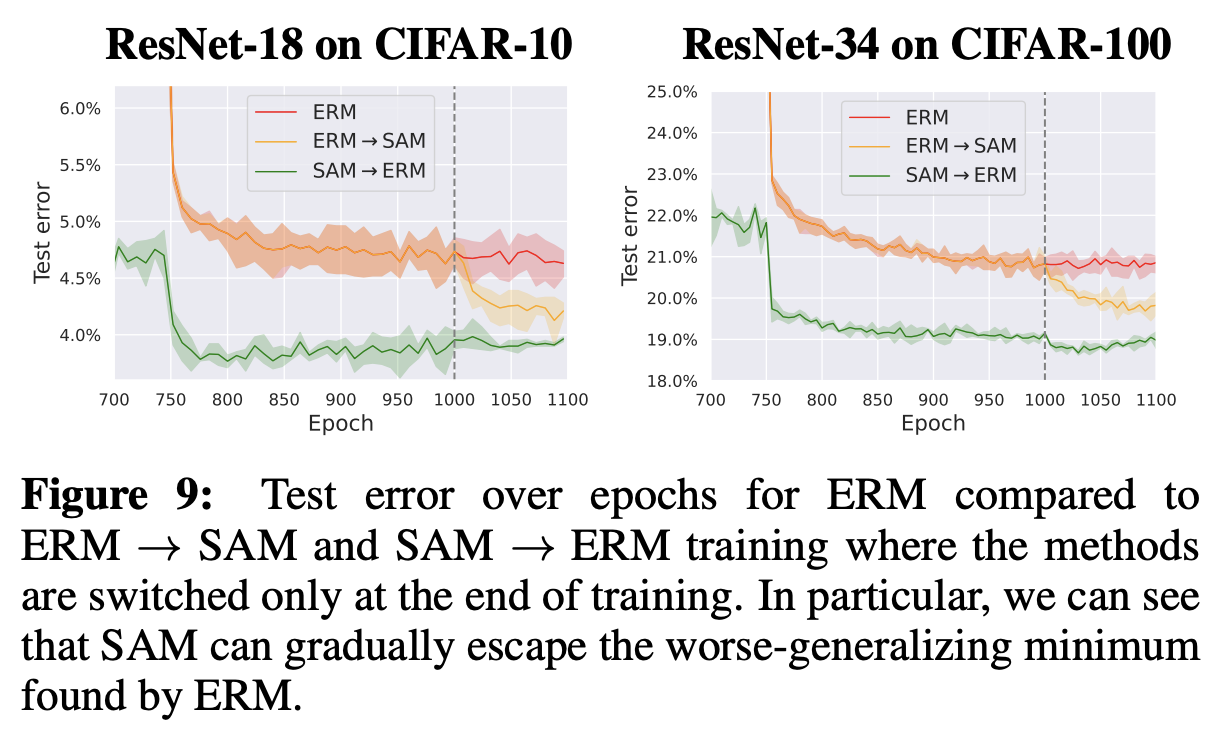 ResNet-18 on CIFAR-10
6.0%
5.5%
5.0%
4.5%
4.0%
Test error
ERM
ERM → SAM
SAM → ERM
700 750 800 850 900 950 1000 1050 1100
Epoch
ResNet-34 on CIFAR-100
25.0%
24.0%
23.0%
22.0%
21.0%
20.0%
19.0%
18.0%
Test error
ERM
ERM → SAM
SAM → ERM
700 750 800 850 900 950 1000 1050 1100
Epoch
Figure 9: Test error over epochs for ERM compared to
ERM → SAM and SAM → ERM training where the methods
are switched only at the end of training. In particular, we can see
that SAM can gradually escape the worse-generalizing minimum
found by ERM.